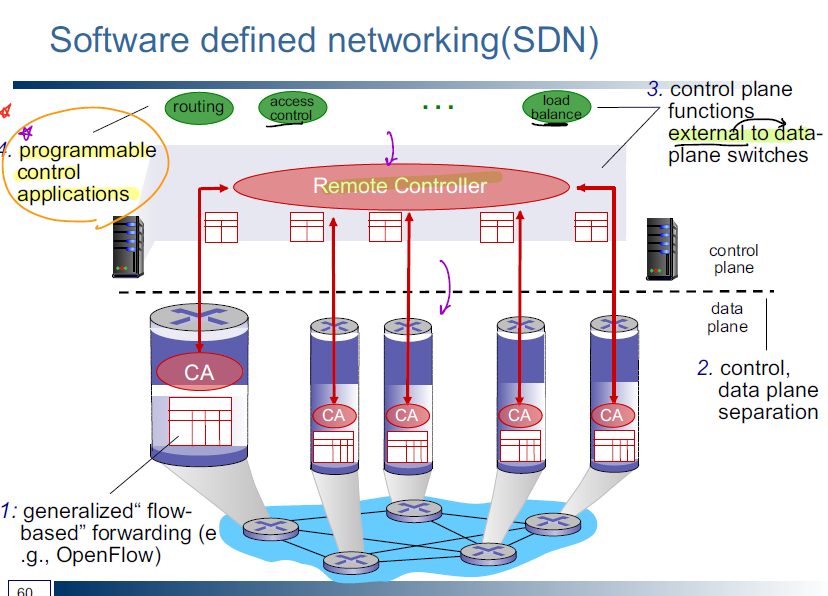 Software defined networking(SDN)
routing
access
control
...
load
balance
3. control plane
functions
external to data-
plane switches
4. programmable
control
applications
Remote Controller
control
plane
data
plane
CA
CA
CA
CA
CA
2. control,
data plane
separation
1: generalized“ flow-
based” forwarding (e
.g., OpenFlow)
60